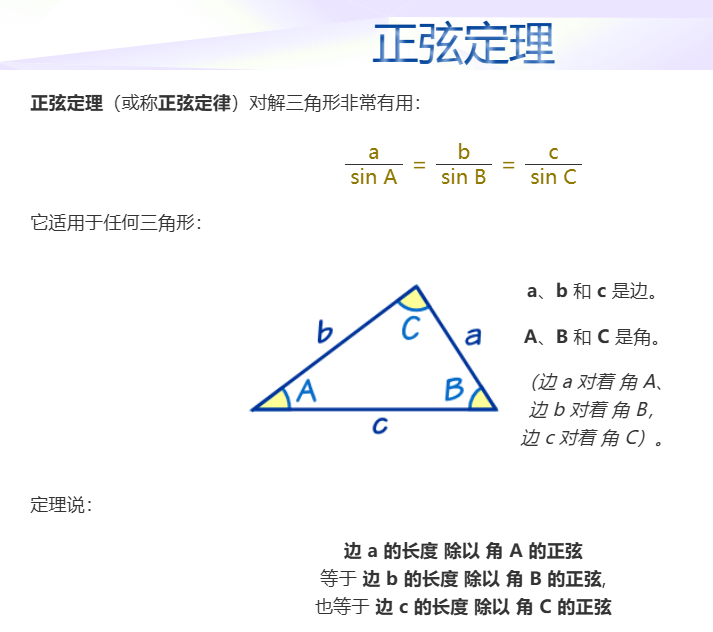 正弦定理
正弦定理（或称正弦定律）对解三角形非常有用：
a/sin A = b/sin B = c/sin C
它适用于任何三角形：
a、b 和 c 是边。
b
C
a
A、B 和 C 是角。
A
B
（边 a 对着 角 A、
边 b 对着 角 B，
c
边 c 对着 角 C）。
定理说：
边 a 的长度 除以 角 A 的正弦
等于 边 b 的长度 除以 角 B 的正弦,
也等于 边 c 的长度 除以 角 C 的正弦